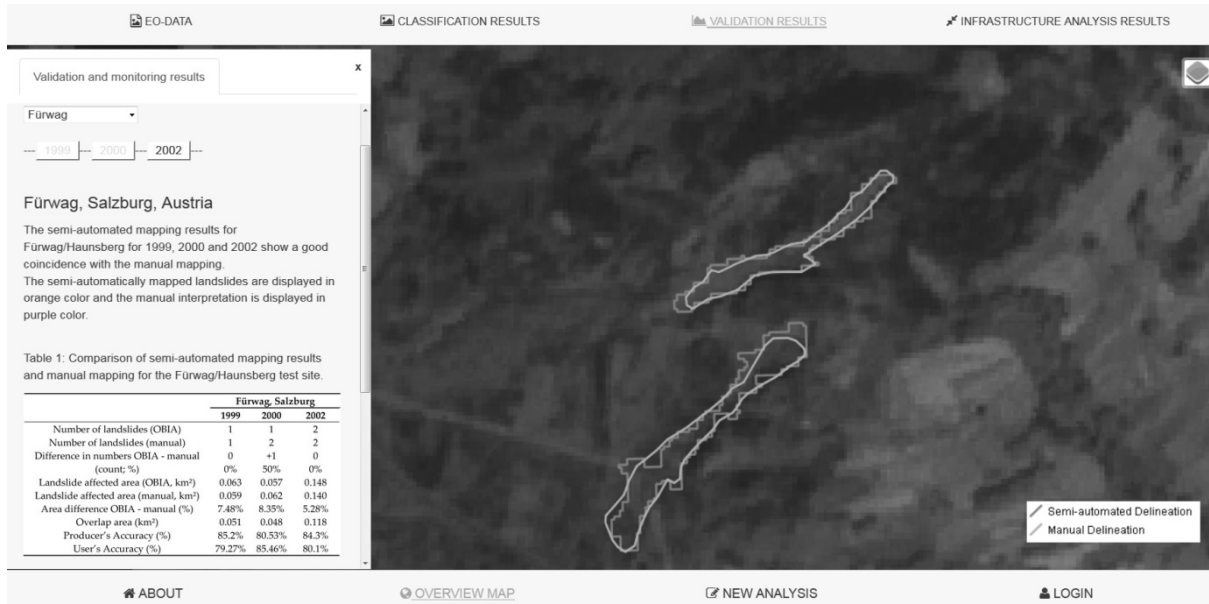 EO-DATA CLASSIFICATION RESULTS VALIDATION RESULTS INFRASTRUCTURE ANALYSIS RESULTS
Validation and monitoring results
x
Fürwag
--- 1999 --- 2000 --- 2002 ---
Fürwag, Salzburg, Austria
The semi-automated mapping results for
Fürwag/Haunsberg for 1999, 2000 and 2002 show a good
coincidence with the manual mapping.
The semi-automatically mapped landslides are displayed in
orange color and the manual interpretation is displayed in
purple color.
Table 1: Comparison of semi-automated mapping results
and manual mapping for the Fürwag/Haunsberg test site.
Fürwag, Salzburg
1999 2000 2002
Number of landslides (OBIA) 1 1 2
Number of landslides (manual) 1 2 2
Difference in numbers OBIA - manual 0 +1 0
(count; %) 0% 50% 0%
Landslide affected area (OBIA, km²) 0.063 0.057 0.148
Landslide affected area (manual, km²) 0.059 0.062 0.140
Area difference OBIA - manual (%) 7.48% 8.35% 5.28%
Overlap area (km²) 0.051 0.048 0.118
Producer's Accuracy (%) 85.2% 80.53% 84.3%
User's Accuracy (%) 79.27% 85.46% 80.1%
Semi-automated Delineation
Manual Delineation
ABOUT OVERVIEW MAP NEW ANALYSIS LOGIN